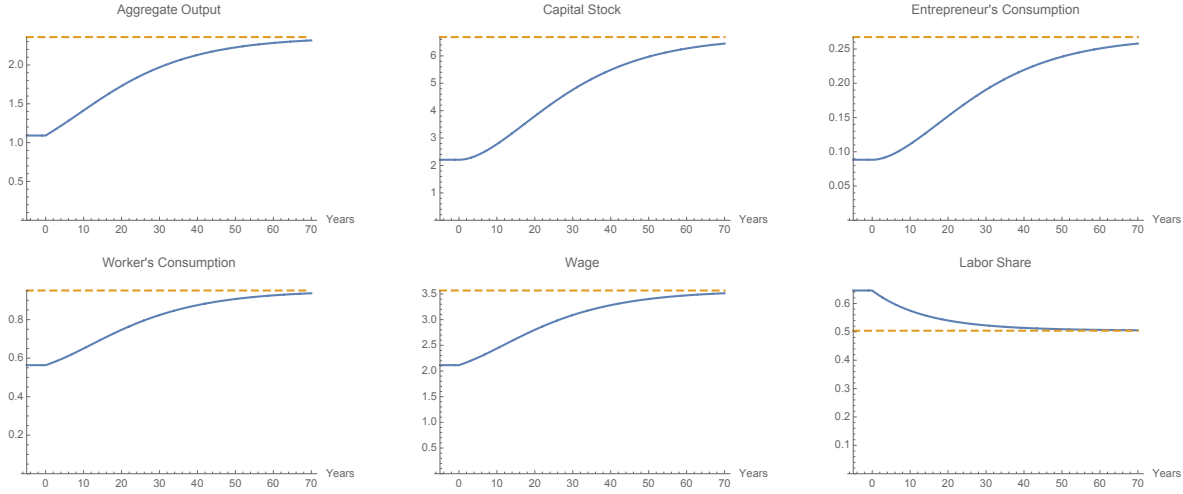 Aggregate Output
2.0
1.5
1.0
0.5
0 10 20 30 40 50 60 70
Years
Capital Stock
6
5
4
3
2
1
0 10 20 30 40 50 60 70
Years
Entrepreneur's Consumption
0.25
0.20
0.15
0.10
0.05
0 10 20 30 40 50 60 70
Years
Worker's Consumption
0.8
0.6
0.4
0.2
0 10 20 30 40 50 60 70
Years
Wage
3.5
3.0
2.5
2.0
1.5
1.0
0.5
0 10 20 30 40 50 60 70
Years
Labor Share
0.6
0.5
0.4
0.3
0.2
0.1
0 10 20 30 40 50 60 70
Years